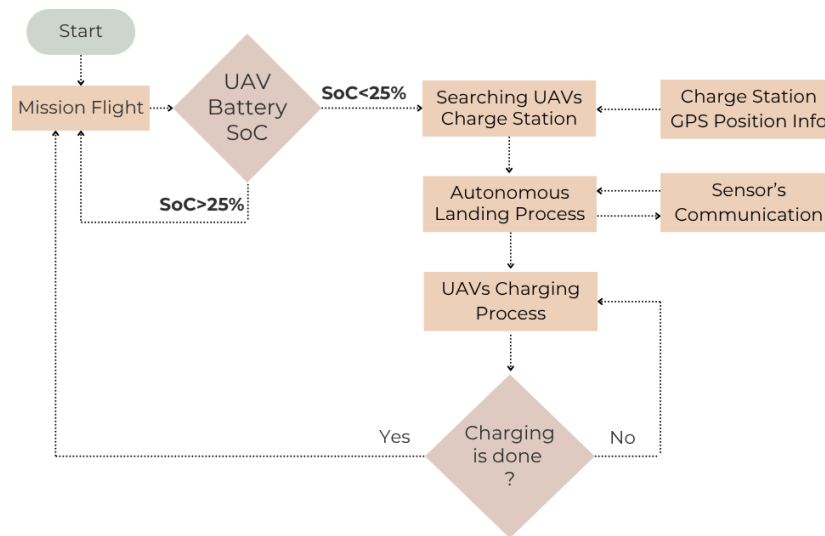 Start
Mission Flight
UAV
Battery
SoC
SoC<25%
SoC>25%
Searching UAVs
Charge Station
Charge Station
GPS Position Info
Autonomous
Landing Process
Sensor's
Communication
UAVs Charging
Process
Charging
is done
?
Yes
No